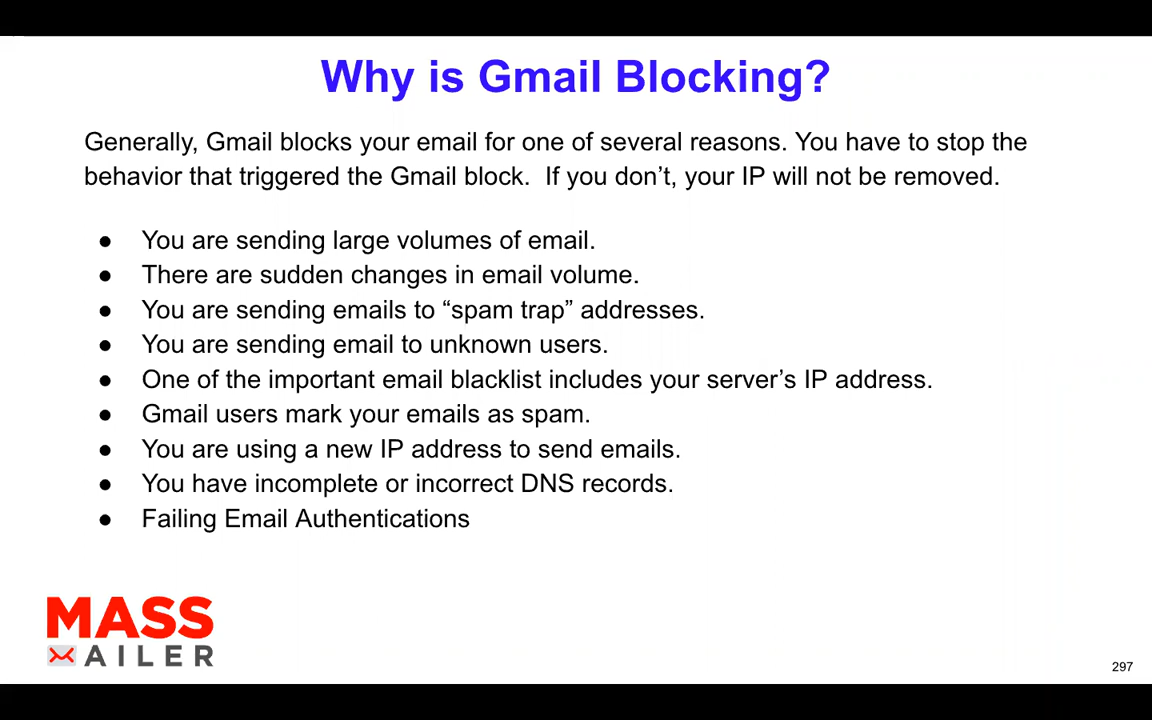 Why is Gmail Blocking?
Generally, Gmail blocks your email for one of several reasons. You have to stop the
behavior that triggered the Gmail block.  If you don’t, your IP will not be removed.
● You are sending large volumes of email.
● There are sudden changes in email volume.
● You are sending emails to “spam trap” addresses.
● You are sending email to unknown users.
● One of the important email blacklist includes your server’s IP address.
● Gmail users mark your emails as spam.
● You are using a new IP address to send emails.
● You have incomplete or incorrect DNS records.
● Failing Email Authentications
MASS
AILER
297